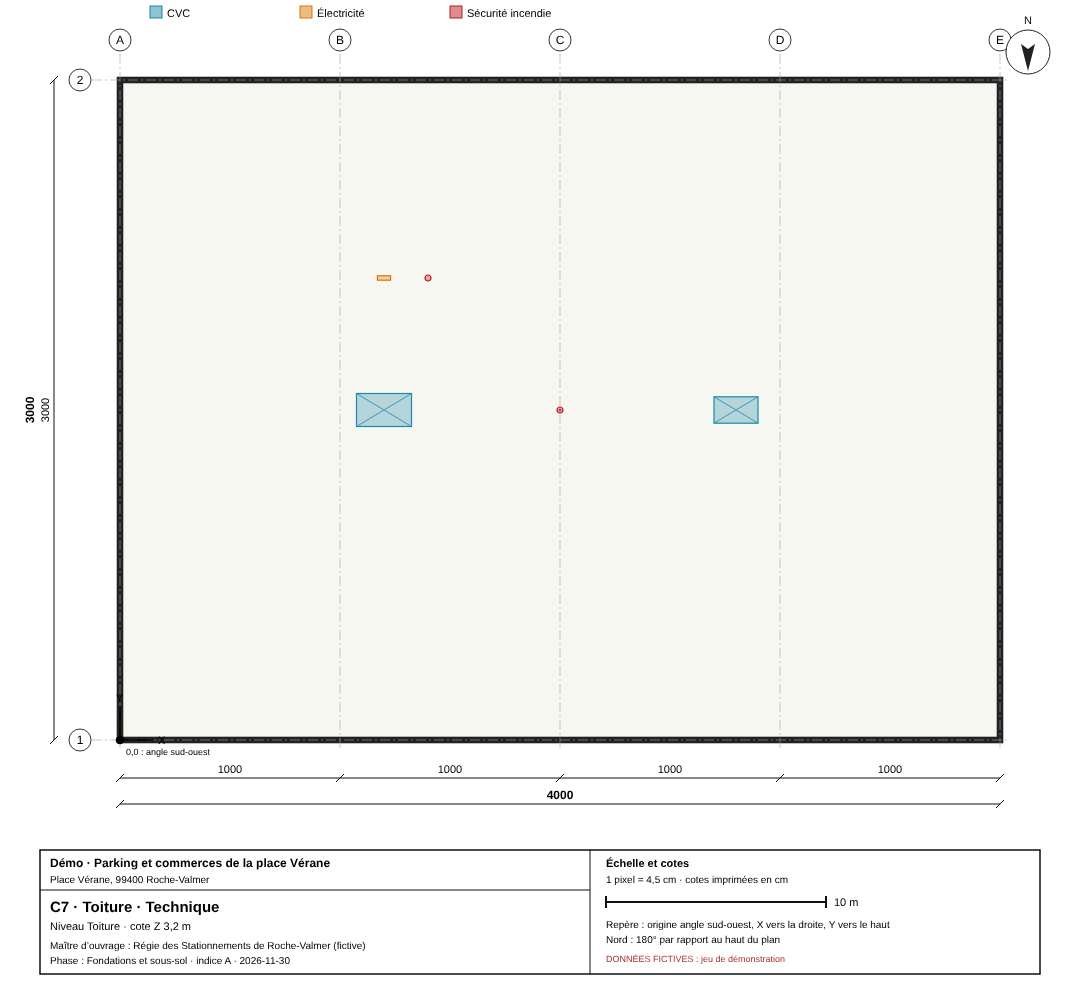 CVC
Électricité
Sécurité incendie
N
A
B
C
D
E
2
3000
3000
1
Y
X
0,0 : angle sud-ouest
1000
1000
1000
1000
4000
Démo · Parking et commerces de la place Vérane
Place Vérane, 99400 Roche-Valmer
C7 · Toiture · Technique
Niveau Toiture · cote Z 3,2 m
Maître d’ouvrage : Régie des Stationnements de Roche-Valmer (fictive)
Phase : Fondations et sous-sol · indice A · 2026-11-30
Échelle et cotes
1 pixel = 4,5 cm · cotes imprimées en cm
10 m
Repère : origine angle sud-ouest, X vers la droite, Y vers le haut
Nord : 180° par rapport au haut du plan
DONNÉES FICTIVES : jeu de démonstration